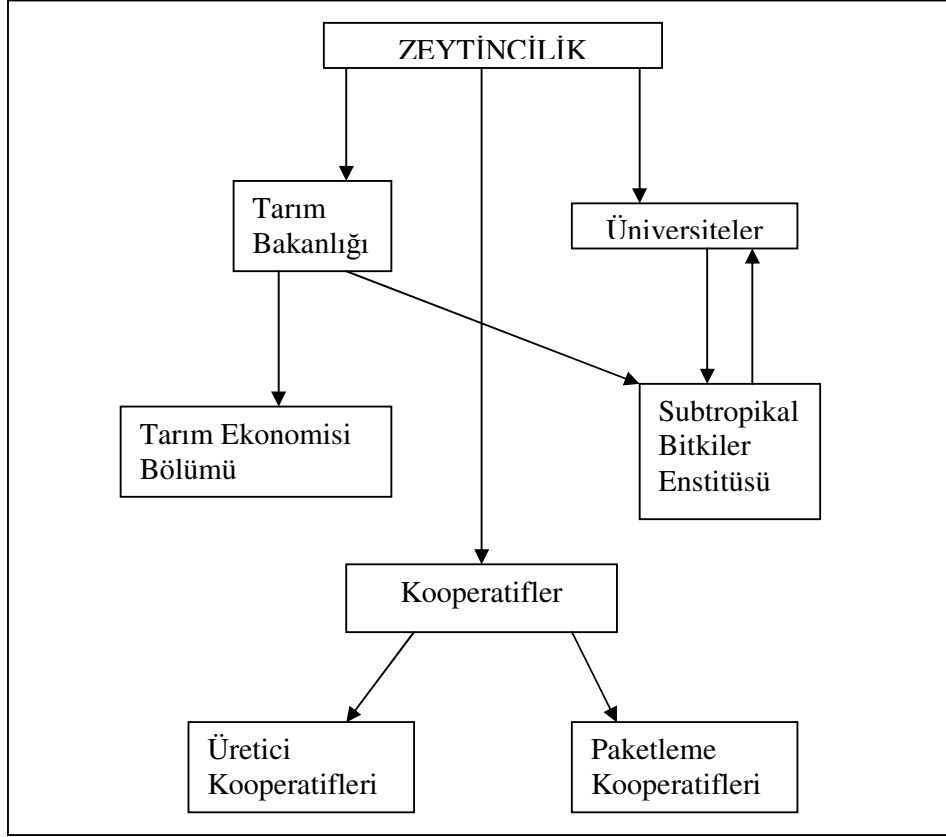 ZEYTİNCİLİK
Tarım
Bakanlığı
Üniversiteler
Tarım Ekonomisi
Bölümü
Subtropikal
Bitkiler
Enstitüsü
Kooperatifler
Üretici
Kooperatifleri
Paketleme
Kooperatifleri